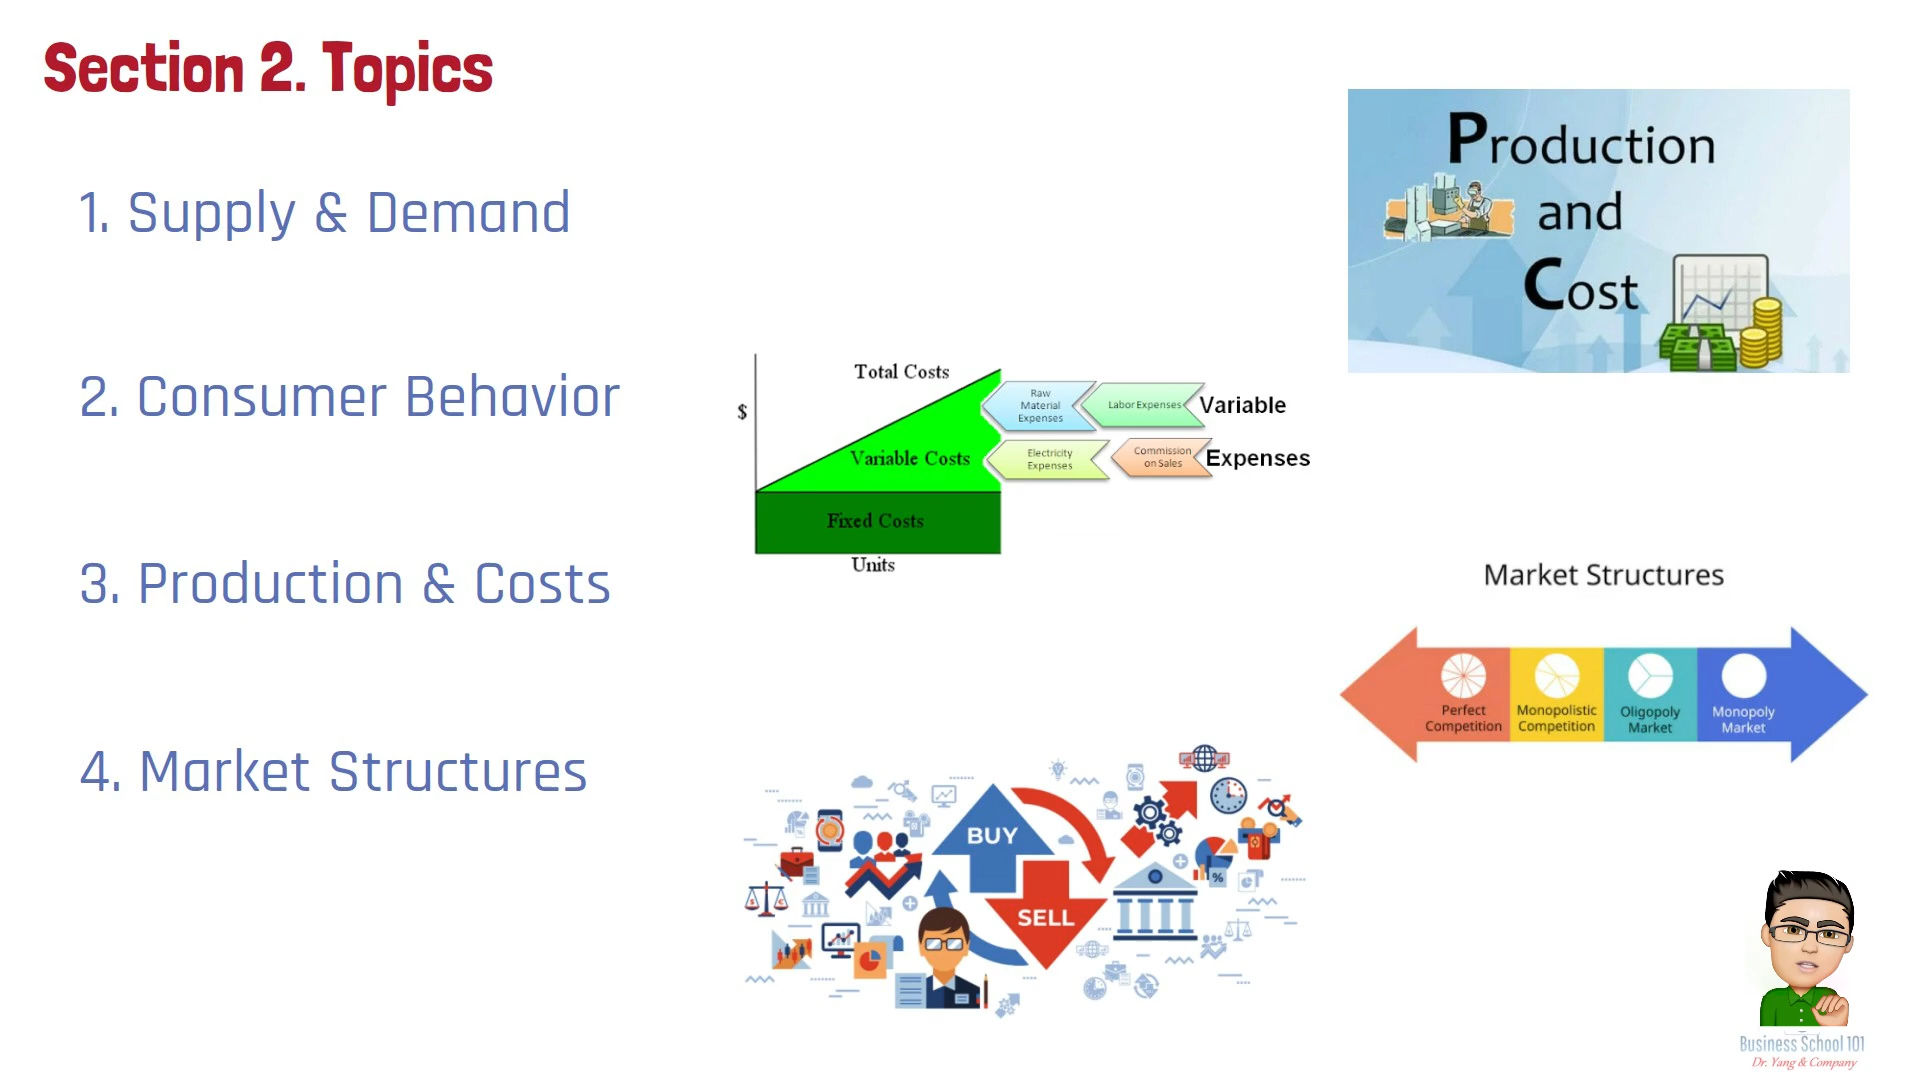 Section 2. Topics
1. Supply & Demand
2. Consumer Behavior
3. Production & Costs
4. Market Structures
Production
and
Cost
Total Costs
$
Variable Costs
Fixed Costs
Units
Raw
Material
Expenses
Labor Expenses
Variable
Electricity
Expenses
Commission
on Sales
Expenses
Market Structures
Perfect
Competition
Monopolistic
Competition
Oligopoly
Market
Monopoly
Market
BUY
SELL
%
Business School 101
Dr. Yang & Company